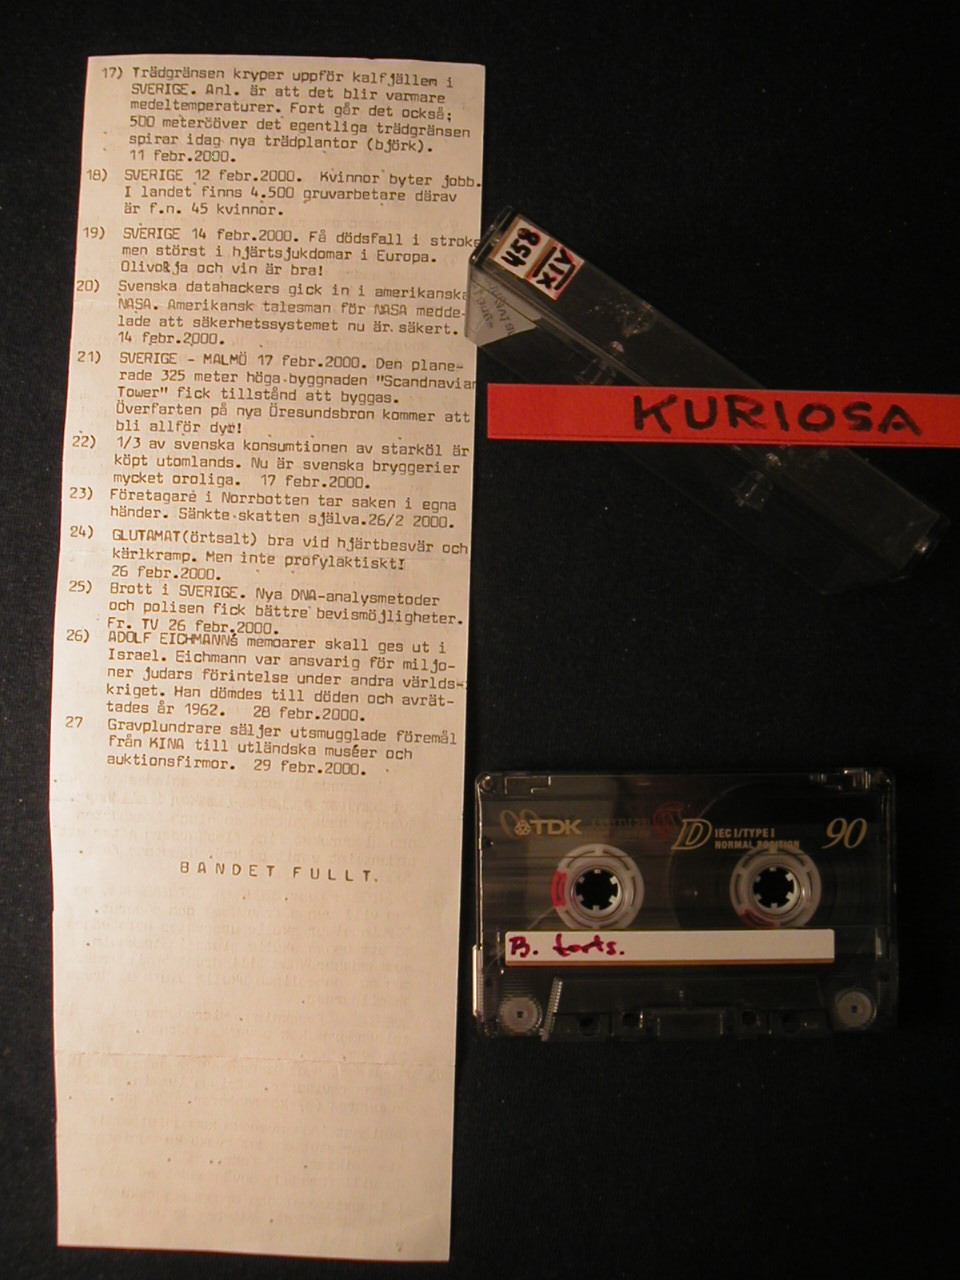 17) Trädgränsen kryper uppför kalfjällem i
SVERIGE. Anl. är att det blir varmare
medeltemperaturer. Fort går det också;
500 meteröäver det egentliga trädgränsen
spirar idag nya trädplantor (björk).
11 febr.2000.
18) SVERIGE 12 febr.2000. Kvinnor byter jobb.
I landet finns 4.500 gruvarbetare därav
är f.n. 45 kvinnor.
19) SVERIGE 14 febr.2000. Få dödsfall i stroke
men störst i hjärtsjukdomar i Europa.
Olivolja och vin är bra!
20) Svenska datahackers gick in i amerikanska
NASA. Amerikansk talesman för NASA medde-
lade att säkerhetssystemet nu är säkert.
14 febr.2000.
21) SVERIGE - MALMÖ 17 febr.2000. Den plane-
rade 325 meter höga byggnaden "Scandnavian
Tower" fick tillstånd att byggas.
Överfarten på nya Öresundsbron kommer att
bli allför dyr!
22) 1/3 av svenska konsumtionen av starköl är
köpt utomlands. Nu är svenska bryggerier
mycket oroliga. 17 febr.2000.
23) Företagare i Norrbotten tar saken i egna
händer. Sänkte skatten själva.26/2 2000.
24) GLUTAMAT(örtsalt) bra vid hjärtbesvär och
kärlkramp. Men inte profylaktiskt!
26 febr.2000.
25) Brott i SVERIGE. Nya DNA-analysmetoder
och polisen fick bättre bevismöjligheter.
Fr. TV 26 febr.2000.
26) ADOLF EICHMANNs memoarer skall ges ut i
Israel. Eichmann var ansvarig för miljo-
ner judars förintelse under andra världs-
kriget. Han dömdes till döden och avrät-
tades år 1962. 28 febr.2000.
27 Gravplundrare säljer utsmugglade föremål
från KINA till utländska muséer och
auktionsfirmor. 29 febr.2000.
BANDET FULLT.
458
XIV
KURIOSA
TDK
D IEC I/TYPE I
NORMAL POSITION
90
B. forts.